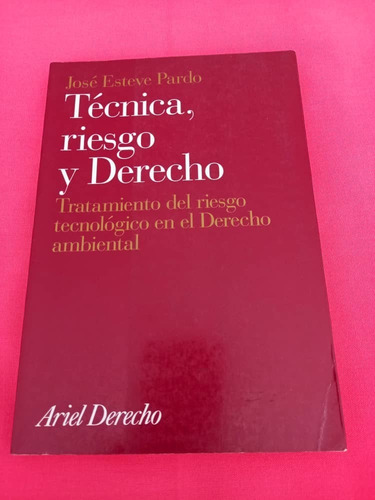 José Esteve Pardo
Técnica,
riesgo
y Derecho
Tratamiento del riesgo
tecnológico en el Derecho
ambiental
Ariel Derecho